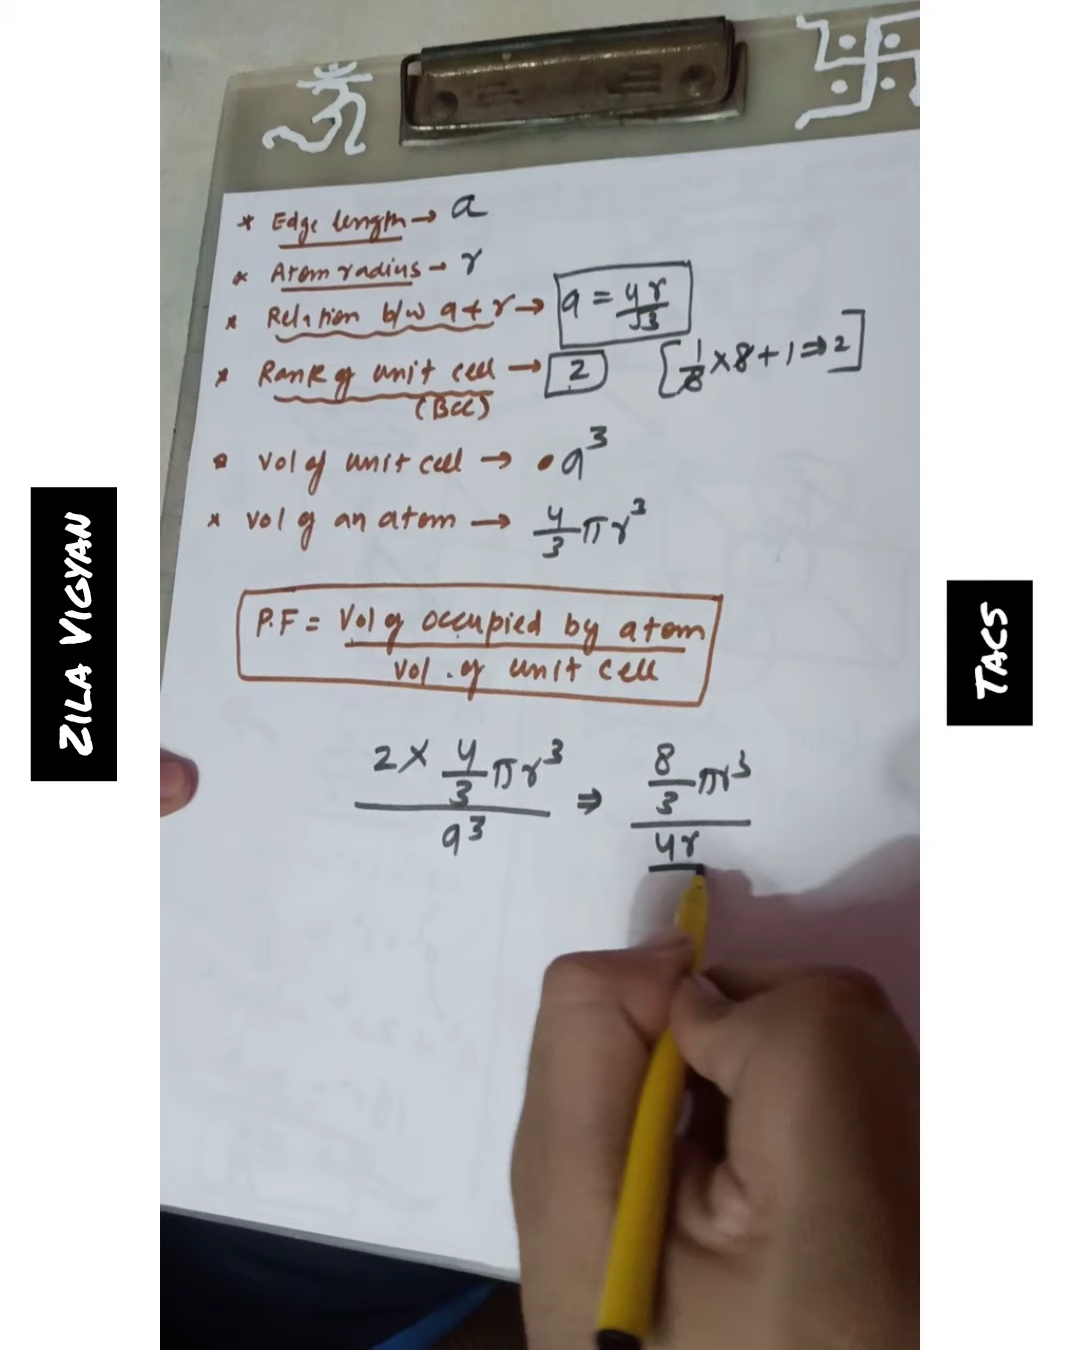 ॐ
* Edge length → a
* Atom radius → r
* Relation b/w a + r → a = 4r/√3
* Rank of unit cell → 2 [1/8 × 8 + 1 ⇒ 2]
(BCC)
* Vol of unit cell → a³
* Vol of an atom → 4/3 πr³
P.F = Vol of occupied by atom
Vol. of unit cell
2 × 4/3 πr³ / a³ ⇒ 8/3 πr³ / 4r
ZILA VIGYAN
TACS